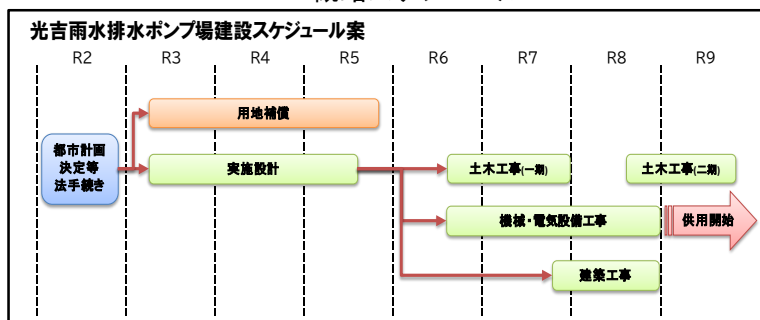 光吉雨水排水ポンプ場建設スケジュール案
R2 R3 R4 R5 R6 R7 R8 R9
用地補償
都市計画
決定等
法手続き
実施設計
土木工事(一期)
土木工事(二期)
機械・電気設備工事
供用開始
建築工事